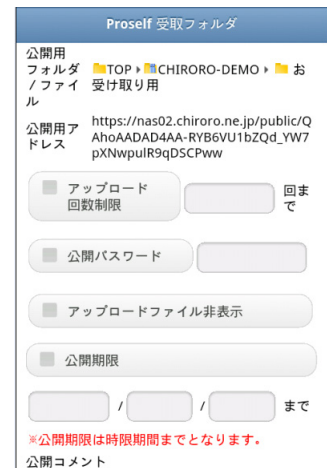 Proself 受取フォルダ
公開用
フォルダ
/ファイ
ル
TOP CHIRORO-DEMO お
受け取り用
公開用ア
ドレス
https://nas02.chiroro.ne.jp/public/Q
AhoAADAD4AA-RYB6VU1bZQd_YW7
pXNwpulR9qDSCPww
アップロード
回数制限
回ま
で
公開パスワード
アップロードファイル非表示
公開期限
/ / まで
※公開期限は時限期間までとなります。
公開コメント